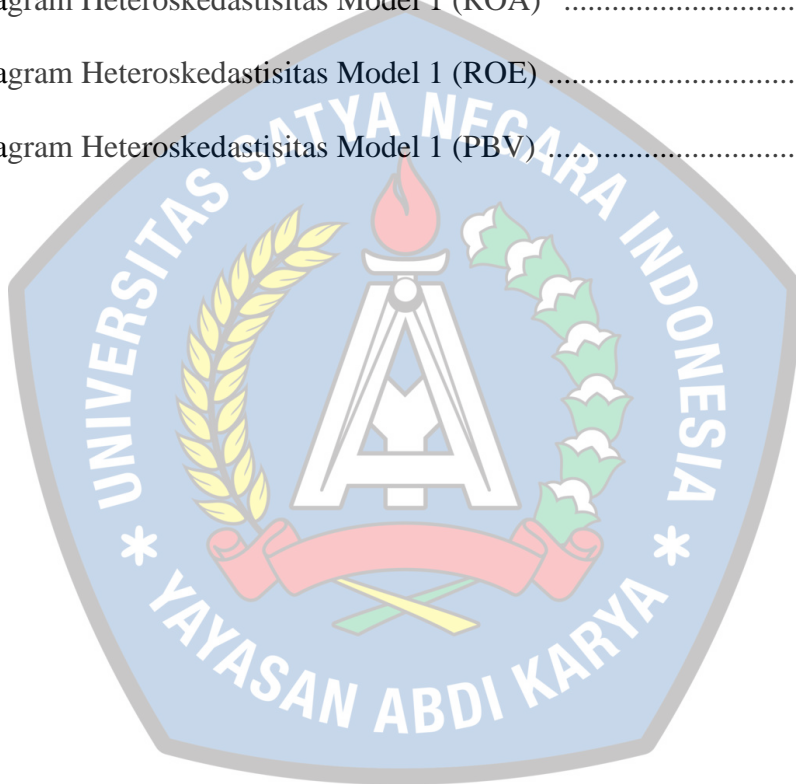 agram Heteroskedastisitas Model 1 (ROA) ..............................
agram Heteroskedastisitas Model 1 (ROE) ................................
agram Heteroskedastisitas Model 1 (PBV) ................................
UNIVERSITAS SATYA NEGARA INDONESIA
* YAYASAN ABDI KARYA *